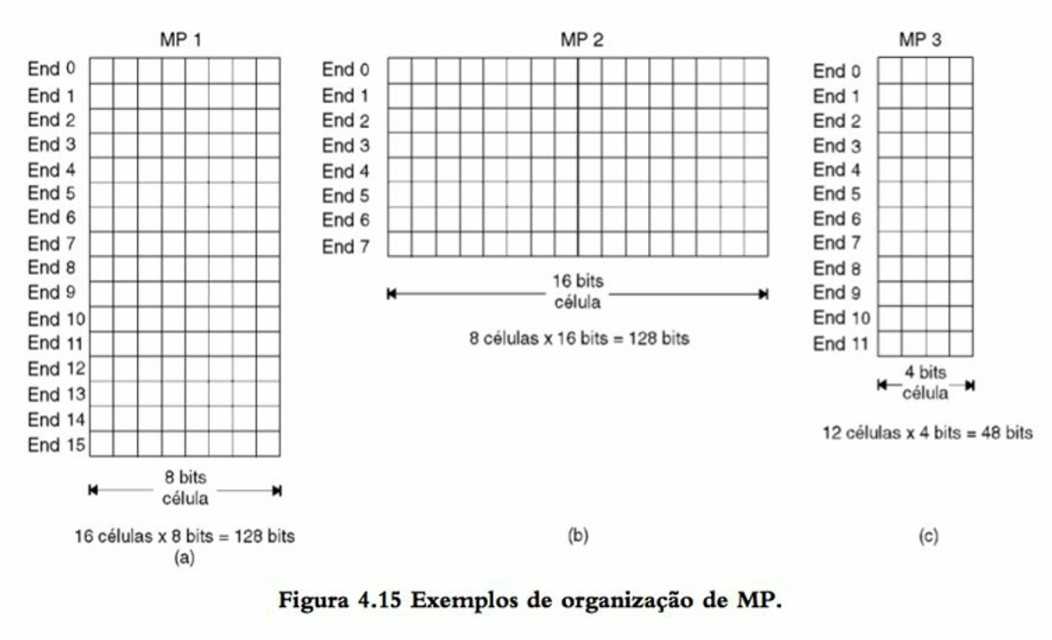 MP 1
End 0
End 1
End 2
End 3
End 4
End 5
End 6
End 7
End 8
End 9
End 10
End 11
End 12
End 13
End 14
End 15
8 bits
célula
16 células x 8 bits = 128 bits
(a)
MP 2
End 0
End 1
End 2
End 3
End 4
End 5
End 6
End 7
16 bits
célula
8 células x 16 bits = 128 bits
(b)
MP 3
End 0
End 1
End 2
End 3
End 4
End 5
End 6
End 7
End 8
End 9
End 10
End 11
4 bits
célula
12 células x 4 bits = 48 bits
(c)
Figura 4.15 Exemplos de organização de MP.